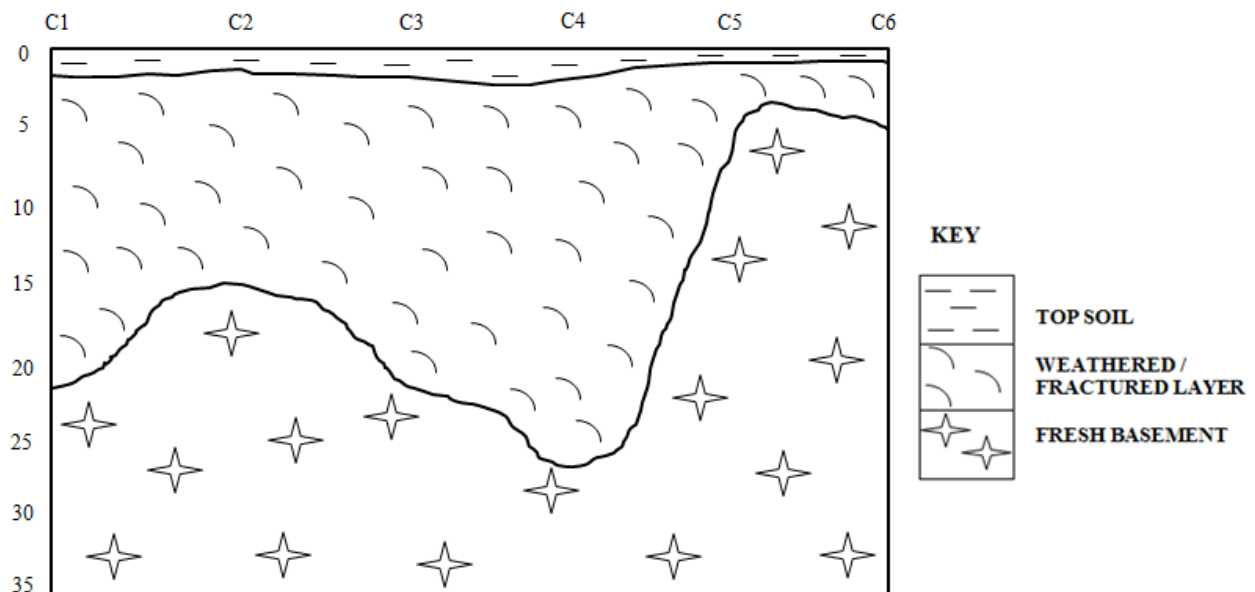 C1 C2 C3 C4 C5 C6
0
5
10
15
20
25
30
35
KEY
TOP SOIL
WEATHERED /
FRACTURED LAYER
FRESH BASEMENT